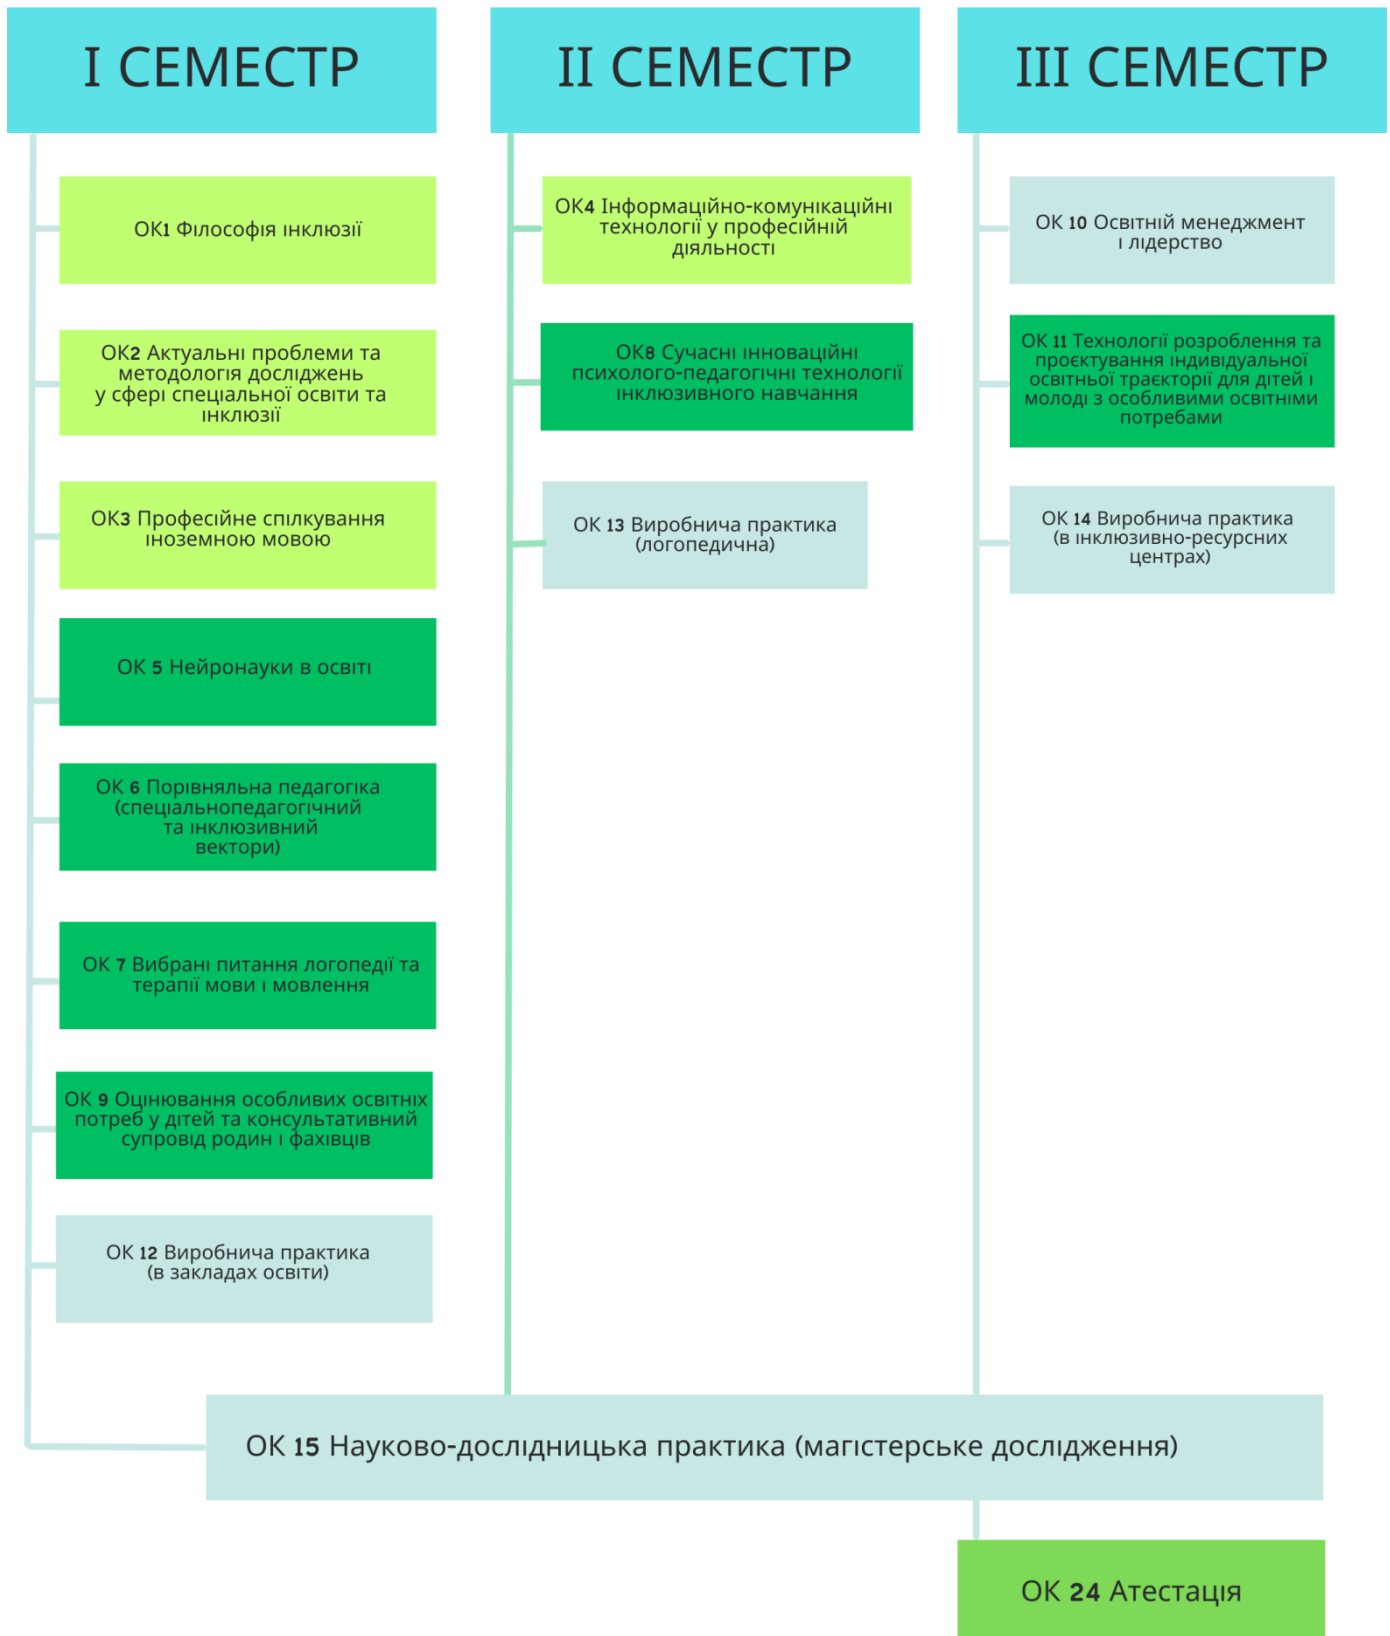 I СЕМЕСТР
ОК1 Філософія інклюзії
ОК2 Актуальні проблеми та
методологія досліджень
у сфері спеціальної освіти та
інклюзії
ОК3 Професійне спілкування
іноземною мовою
ОК 5 Нейронауки в освіті
ОК 6 Порівняльна педагогіка
(спеціальнопедагогічний
та інклюзивний
вектори)
ОК 7 Вибрані питання логопедії та
терапії мови і мовлення
ОК 9 Оцінювання особливих освітніх
потреб у дітей та консультативний
супровід родин і фахівців
ОК 12 Виробнича практика
(в закладах освіти)
II СЕМЕСТР
ОК4 Інформаційно-комунікаційні
технології у професійній
діяльності
ОК8 Сучасні інноваційні
психолого-педагогічні технології
інклюзивного навчання
ОК 13 Виробнича практика
(логопедична)
III СЕМЕСТР
ОК 10 Освітній менеджмент
і лідерство
ОК 11 Технології розроблення та
проєктування індивідуальної
освітньої траєкторії для дітей і
молоді з особливими освітніми
потребами
ОК 14 Виробнича практика
(в інклюзивно-ресурсних
центрах)
ОК 15 Науково-дослідницька практика (магістерське дослідження)
ОК 24 Атестація